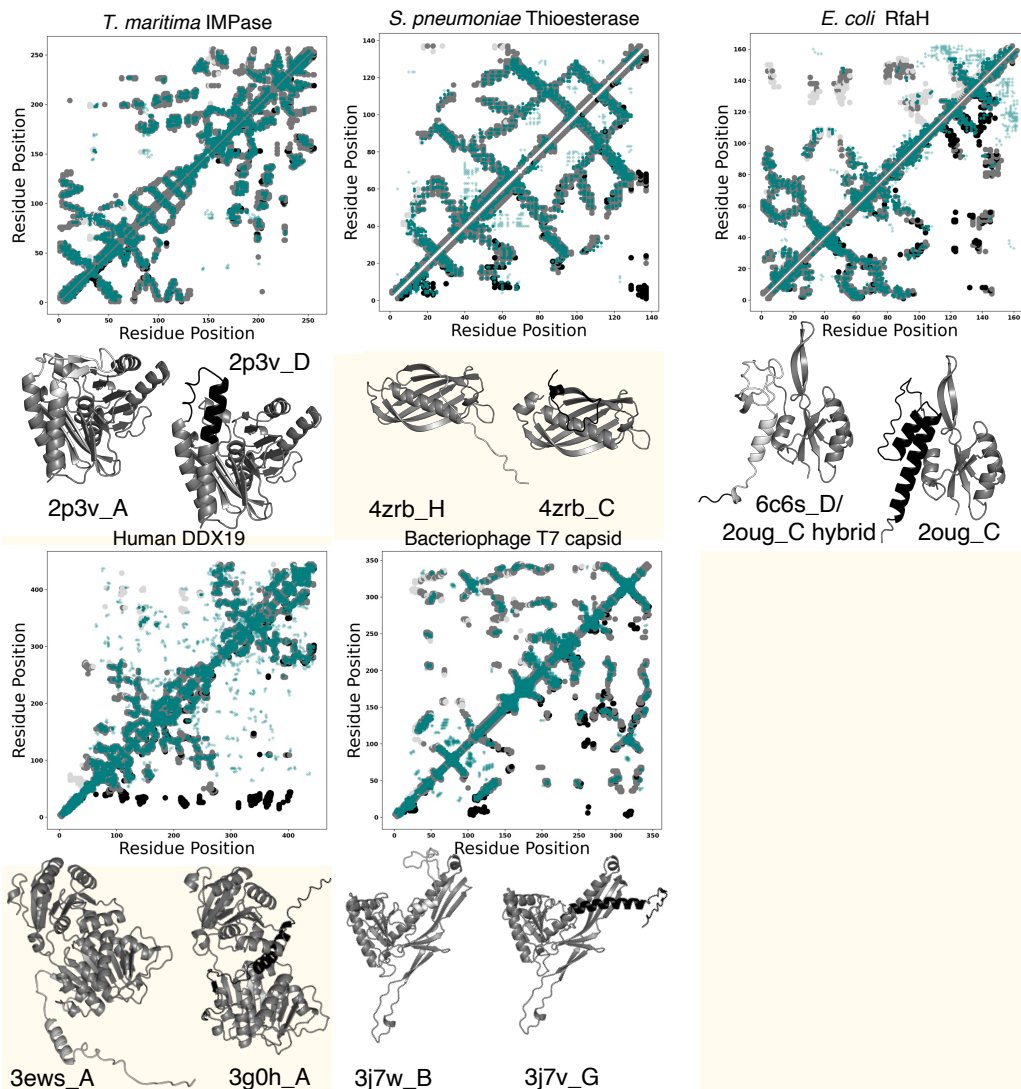 T. maritima IMPase
250
200
150
100
50
0
Residue Position
0 50 100 150 200 250
Residue Position
2p3v_A
2p3v_D
S. pneumoniae Thioesterase
140
120
100
80
60
40
20
0
Residue Position
0 20 40 60 80 100 120 140
Residue Position
4zrb_H
4zrb_C
E. coli RfaH
160
140
120
100
80
60
40
20
0
Residue Position
0 20 40 60 80 100 120 140 160
Residue Position
6c6s_D/
2oug_C hybrid
2oug_C
Human DDX19
400
300
200
100
0
Residue Position
0 100 200 300 400
Residue Position
3ews_A
3g0h_A
Bacteriophage T7 capsid
350
300
250
200
150
100
50
0
Residue Position
0 50 100 150 200 250 300 350
Residue Position
3j7w_B
3j7v_G